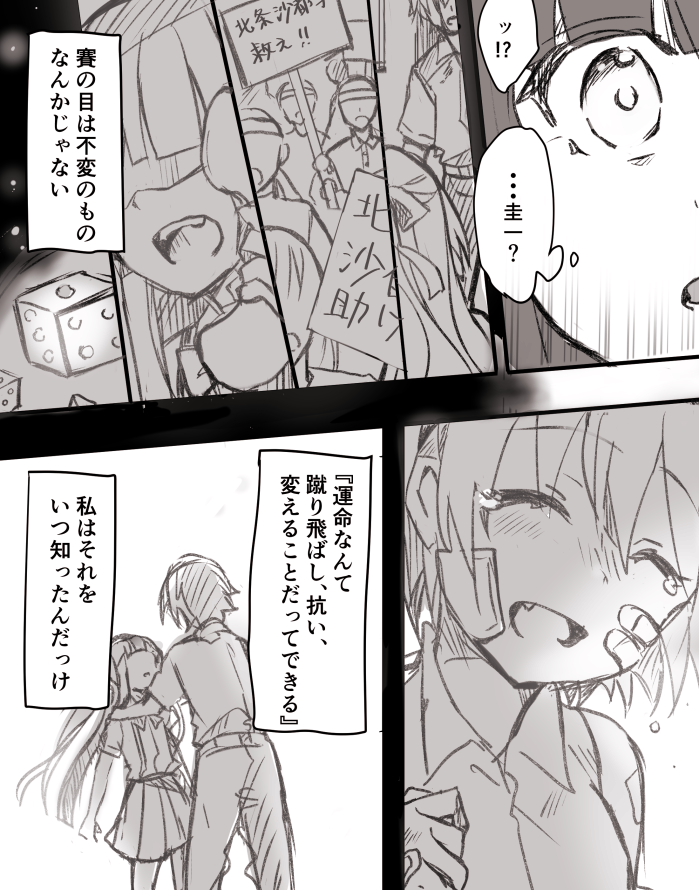 ッ!?
…圭一?
北条沙都子
救え!!
北
沙
助け
賽の目は不変のもの
なんかじゃない
『運命なんて
蹴り飛ばし、抗い、
変えることだってできる』
私はそれを
いつ知ったんだっけ